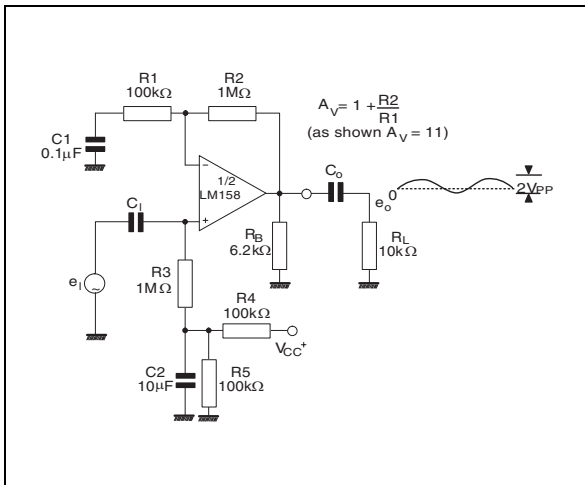 R1
100kΩ
R2
1MΩ
A_V = 1 + R2/R1
(as shown A_V = 11)
C1
0.1μF
1/2
LM158
C_I
C_o
e_o
0
2V_PP
R_B
6.2kΩ
R_L
10kΩ
e_I
~
R3
1MΩ
R4
100kΩ
V_CC+
C2
10μF
R5
100kΩ